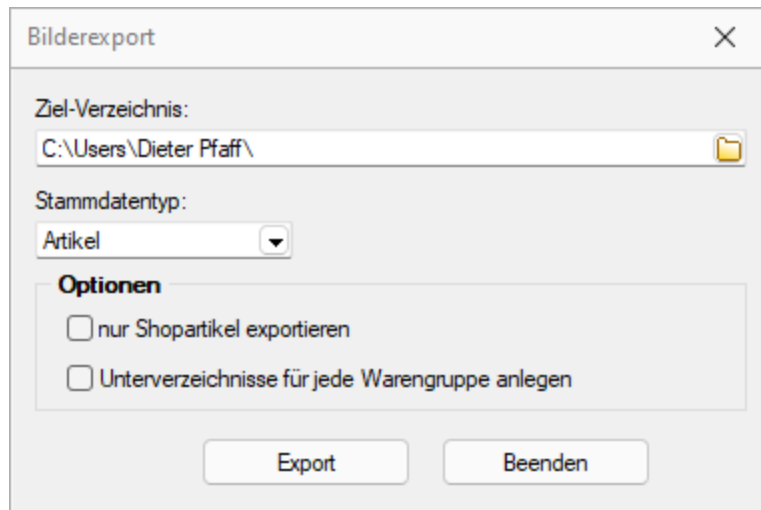 Bilderexport
Ziel-Verzeichnis:
C:\Users\Dieter Pfaff\
Stammdatentyp:
Artikel
Optionen
nur Shopartikel exportieren
Unterverzeichnisse für jede Warengruppe anlegen
Export Beenden